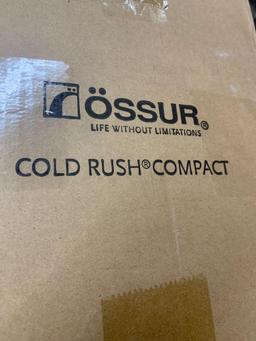 ÖSSUR®
LIFE WITHOUT LIMITATIONS
COLD RUSH® COMPACT